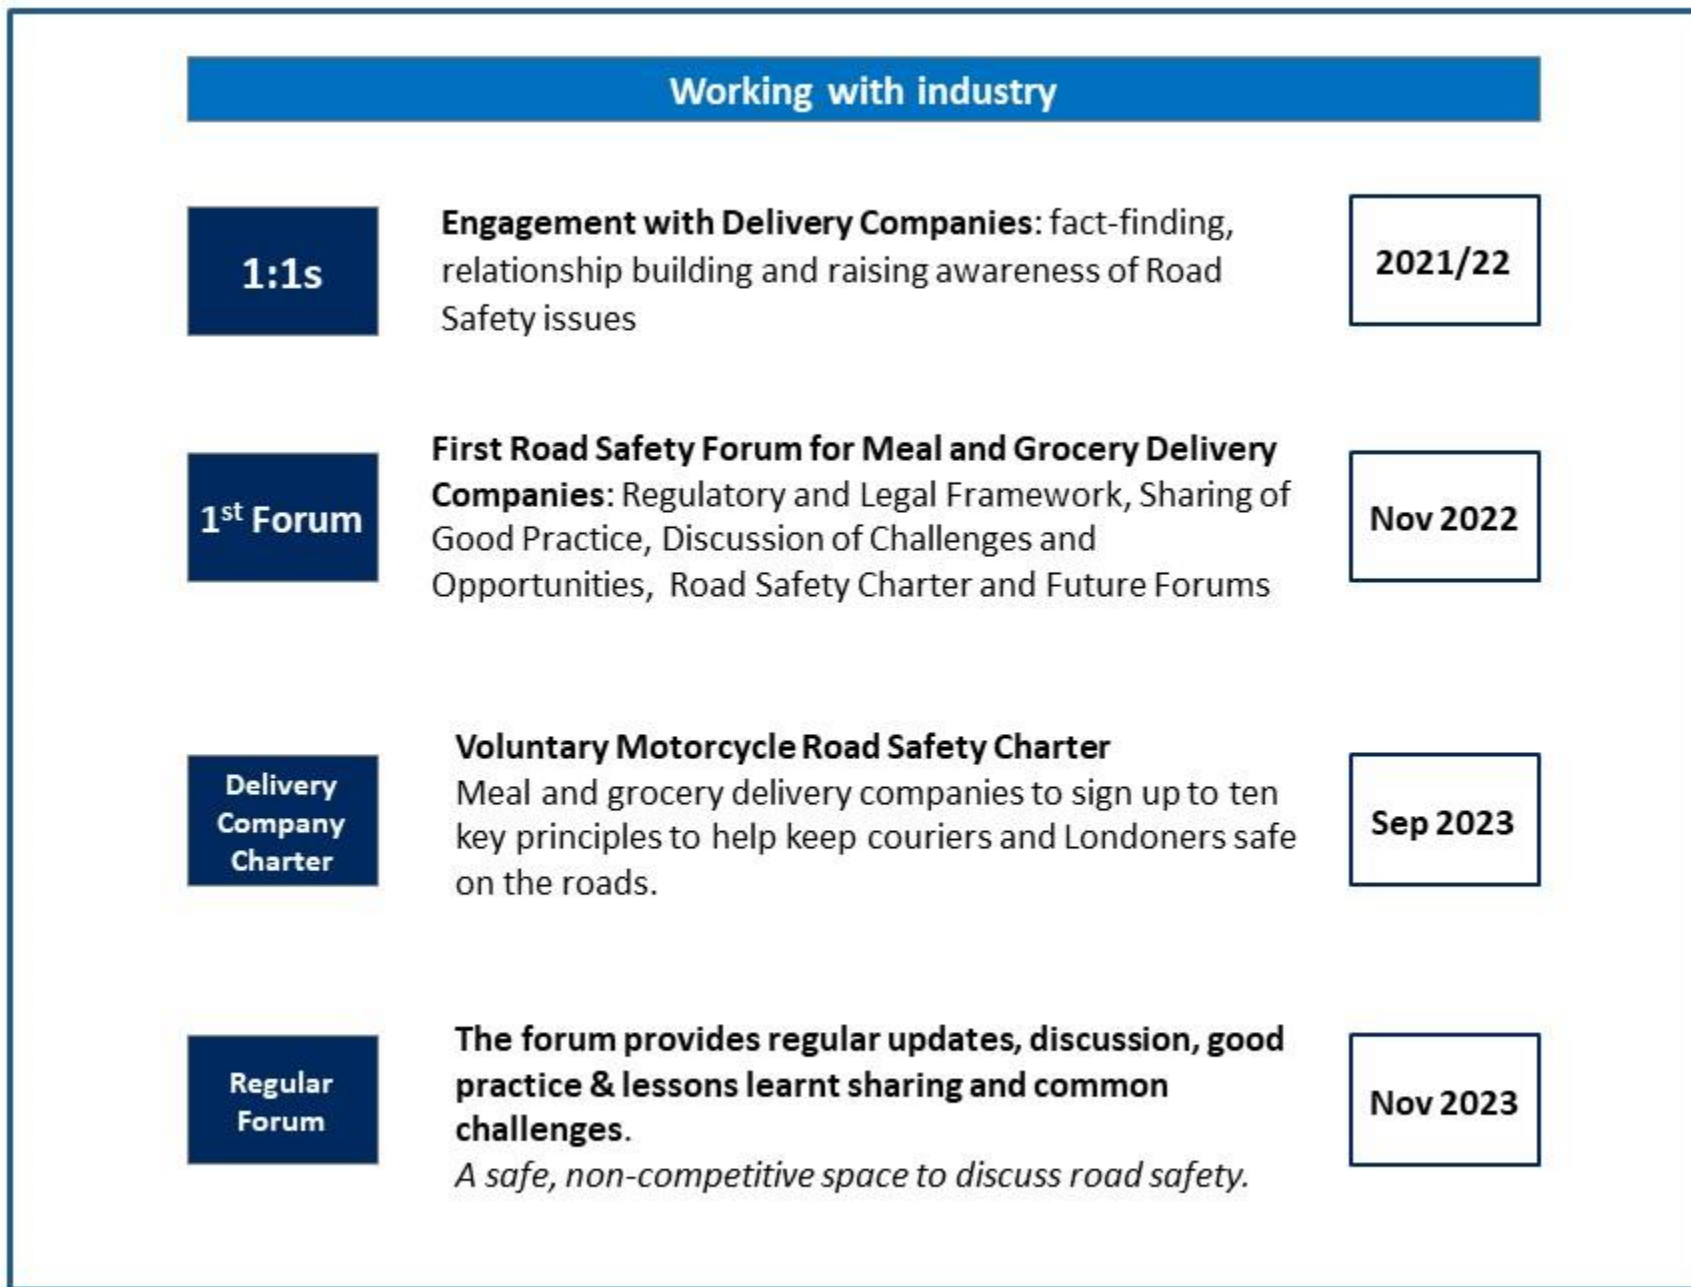 Working with industry
1:1s
Engagement with Delivery Companies: fact-finding,
relationship building and raising awareness of Road
Safety issues
2021/22
1st Forum
First Road Safety Forum for Meal and Grocery Delivery
Companies: Regulatory and Legal Framework, Sharing of
Good Practice, Discussion of Challenges and
Opportunities, Road Safety Charter and Future Forums
Nov 2022
Delivery
Company
Charter
Voluntary Motorcycle Road Safety Charter
Meal and grocery delivery companies to sign up to ten
key principles to help keep couriers and Londoners safe
on the roads.
Sep 2023
Regular
Forum
The forum provides regular updates, discussion, good
practice & lessons learnt sharing and common
challenges.
A safe, non-competitive space to discuss road safety.
Nov 2023